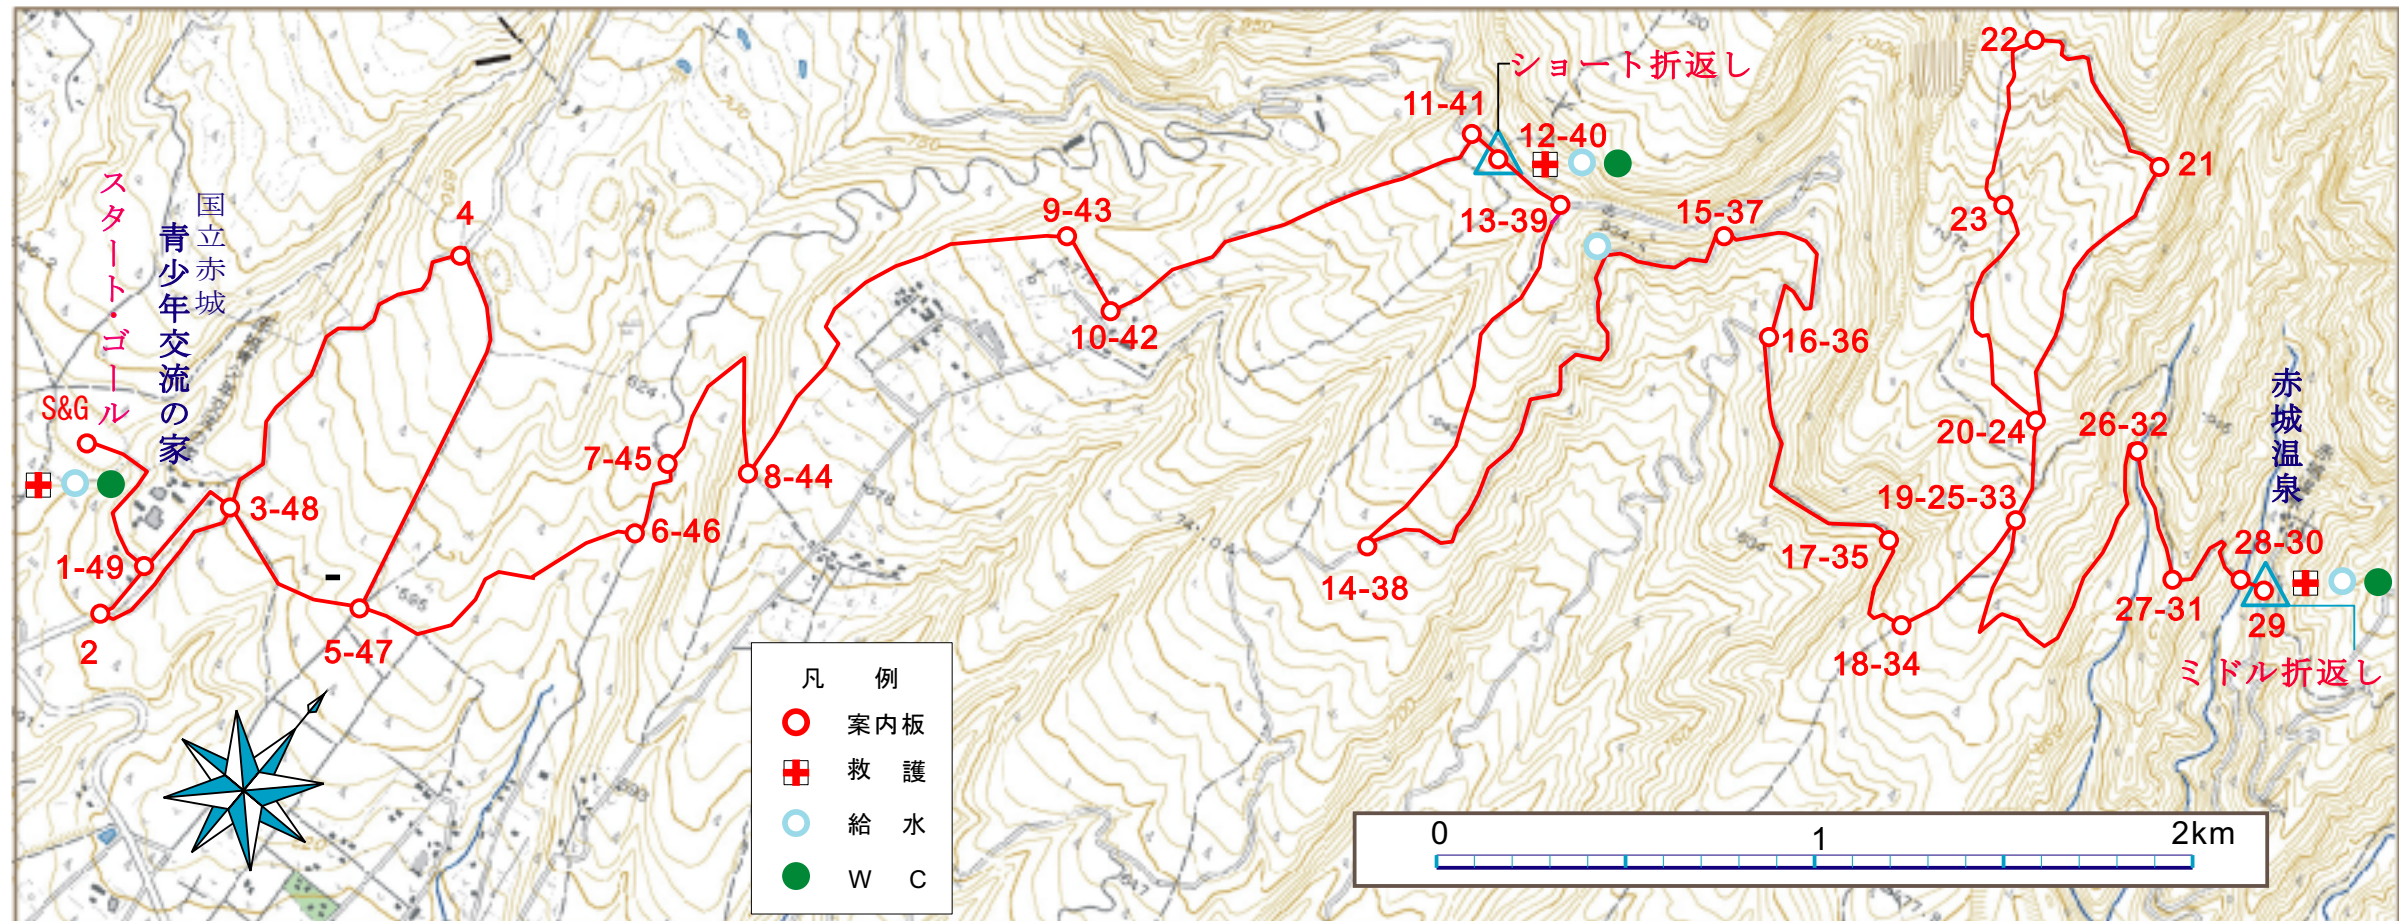 22
ショート折返し
11-41
12-40
21
スタート・ゴール
国立赤城
青少年交流の家
4
9-43
13-39
15-37
23
10-42
16-36
赤城温泉
S&G
20-24
26-32
7-45
8-44
3-48
19-25-33
6-46
1-49
17-35
28-30
14-38
27-31
2
5-47
29
18-34
ミドル折返し
凡 例
案内板
救 護
給 水
W C
0 1 2km